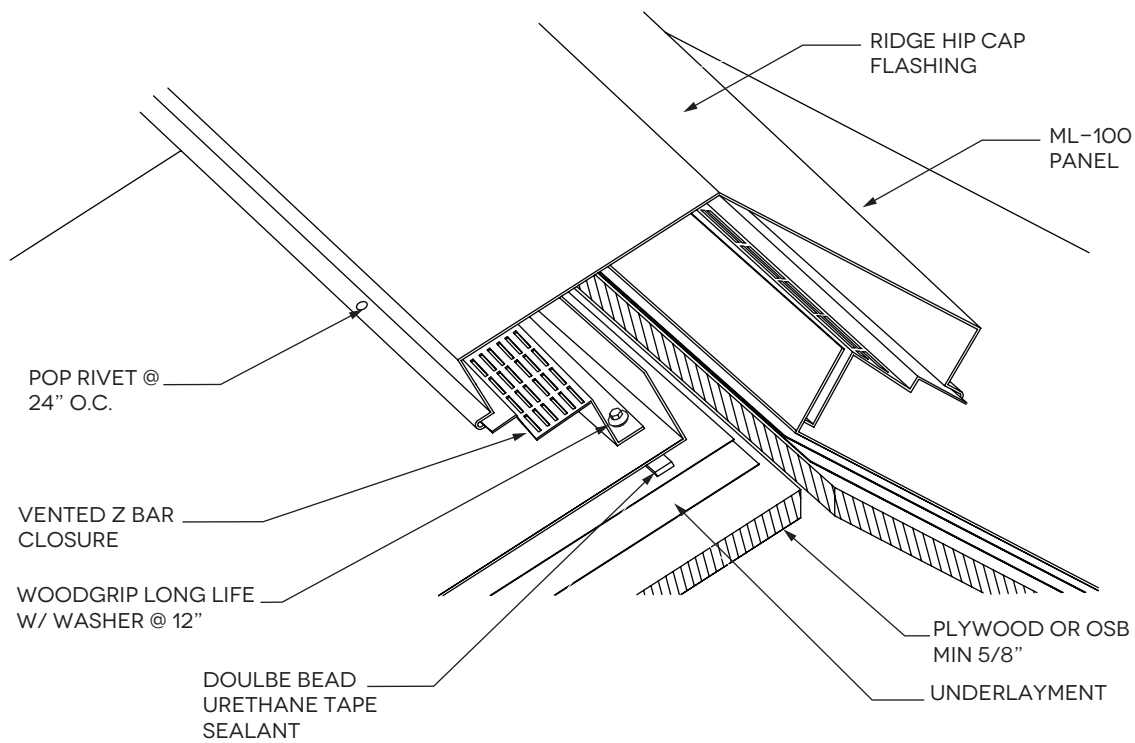 RIDGE HIP CAP
FLASHING
ML-100
PANEL
POP RIVET @
24” O.C.
VENTED Z BAR
CLOSURE
WOODGRIP LONG LIFE
W/ WASHER @ 12”
DOULBE BEAD
URETHANE TAPE
SEALANT
PLYWOOD OR OSB
MIN 5/8”
UNDERLAYMENT